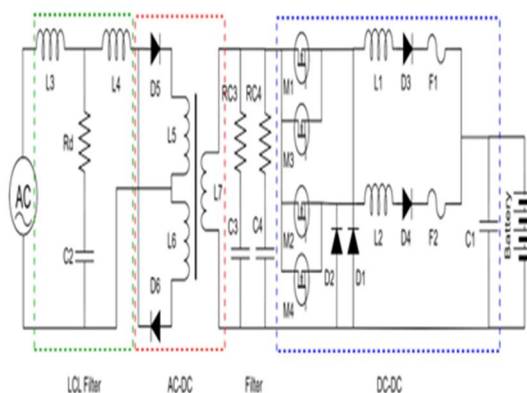 L3
L4
D5
L5
Rd
AC
C2
L6
D6
L7
RC3
RC4
C3
C4
M1
M3
M2
M4
L1
D3
F1
L2
D4
F2
D2
D1
C1
Battery
LCL Filter
AC-DC
Filter
DC-DC